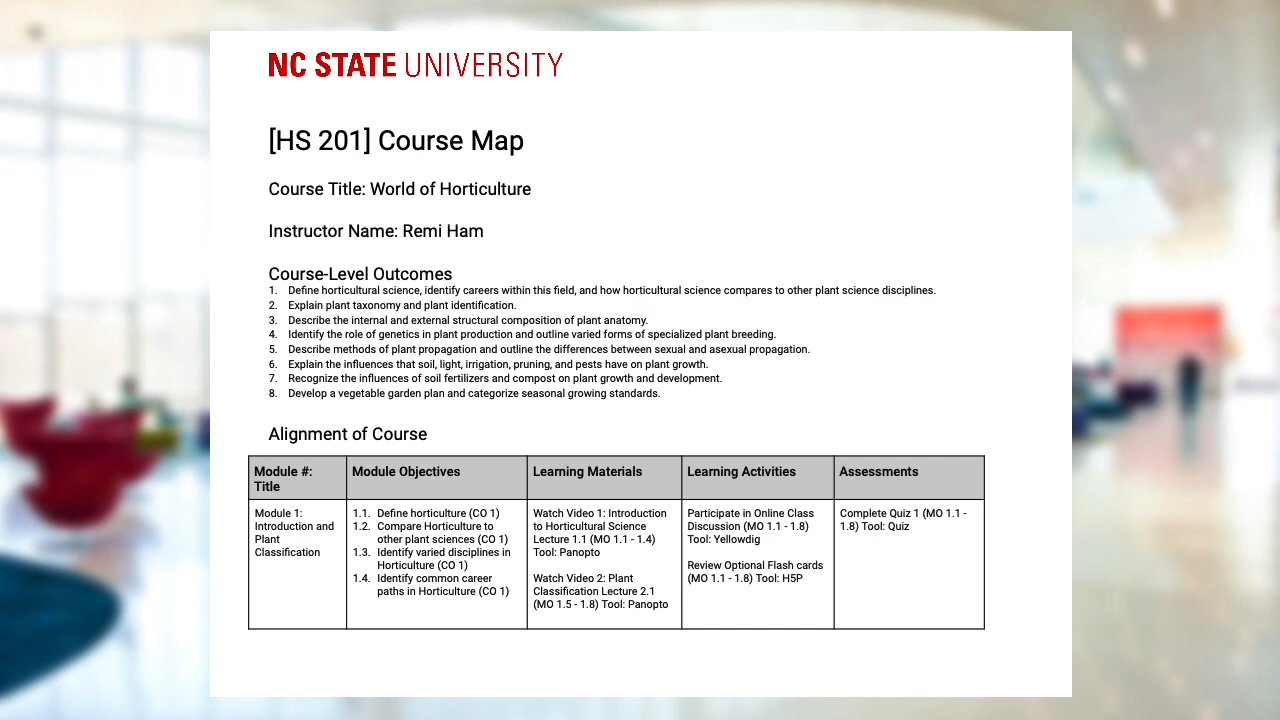 NC STATE UNIVERSITY
[HS 201] Course Map
Course Title: World of Horticulture
Instructor Name: Remi Ham
Course-Level Outcomes
1. Define horticultural science, identify careers within this field, and how horticultural science compares to other plant science disciplines.
2. Explain plant taxonomy and plant identification.
3. Describe the internal and external structural composition of plant anatomy.
4. Identify the role of genetics in plant production and outline varied forms of specialized plant breeding.
5. Describe methods of plant propagation and outline the differences between sexual and asexual propagation.
6. Explain the influences that soil, light, irrigation, pruning, and pests have on plant growth.
7. Recognize the influences of soil fertilizers and compost on plant growth and development.
8. Develop a vegetable garden plan and categorize seasonal growing standards.
Alignment of Course
Module #:
Title
Module Objectives
Learning Materials
Learning Activities
Assessments
Module 1:
Introduction and
Plant
Classification
1.1. Define horticulture (CO 1)
1.2. Compare Horticulture to
other plant sciences (CO 1)
1.3. Identify varied disciplines in
Horticulture (CO 1)
1.4. Identify common career
paths in Horticulture (CO 1)
Watch Video 1: Introduction
to Horticultural Science
Lecture 1.1 (MO 1.1 - 1.4)
Tool: Panopto
Watch Video 2: Plant
Classification Lecture 2.1
(MO 1.5 - 1.8) Tool: Panopto
Participate in Online Class
Discussion (MO 1.1 - 1.8)
Tool: Yellowdig
Review Optional Flash cards
(MO 1.1 - 1.8) Tool: H5P
Complete Quiz 1 (MO 1.1 -
1.8) Tool: Quiz